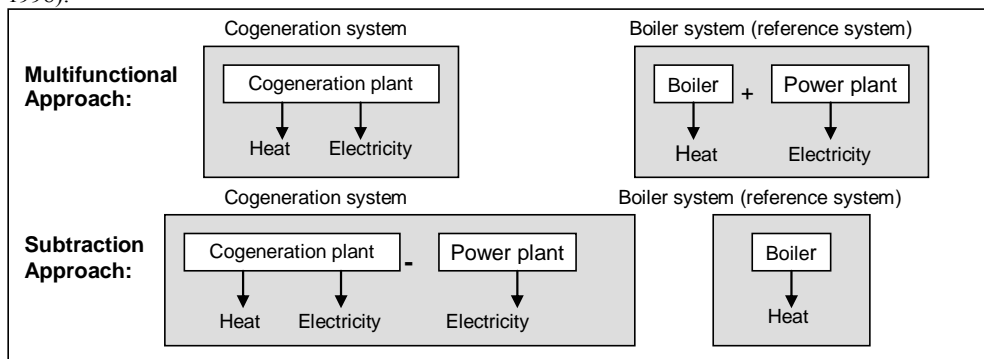 Cogeneration system Boiler system (reference system)
Multifunctional
Approach:
Cogeneration plant Boiler + Power plant
Heat Electricity Heat Electricity
Cogeneration system Boiler system (reference system)
Subtraction
Approach:
Cogeneration plant - Power plant Boiler
Heat Electricity Electricity Heat